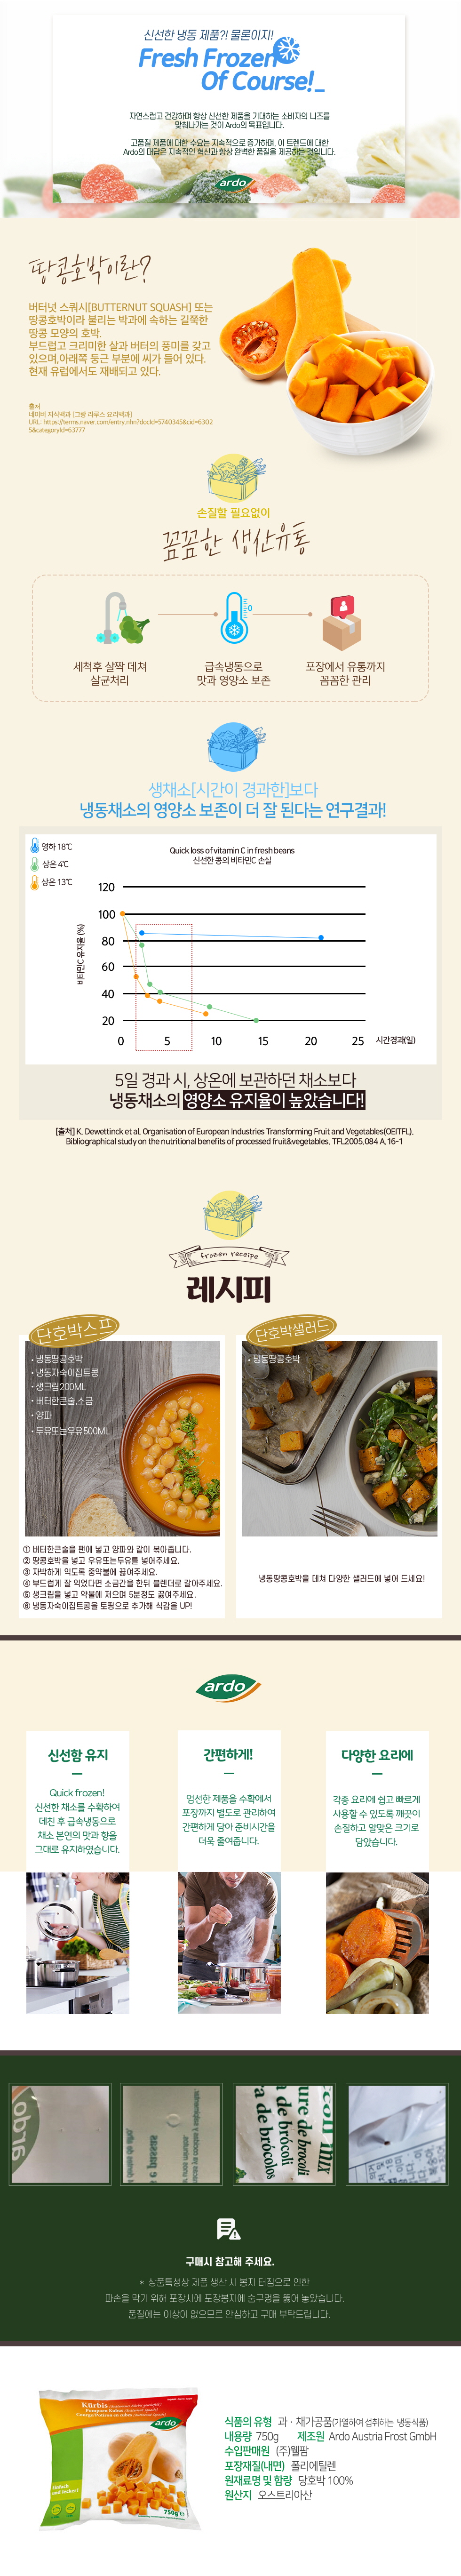 신선한 냉동 제품?! 물론이지!
Fresh Frozen
Of Course!_
자연스럽고 건강하며 항상 신선한 제품을 기대하는 소비자의 니즈를
맞춰나가는 것이 Ardo의 목표입니다.
고품질 제품에 대한 수요는 지속적으로 증가하며, 이 트렌드에 대한
Ardo의 대답은 지속적인 혁신과 항상 완벽한 품질을 제공하는 것입니다.
ardo
땅콩호박이란?
버터넛 스쿼시[BUTTERNUT SQUASH] 또는
땅콩호박이라 불리는 박과에 속하는 길쭉한
땅콩 모양의 호박.
부드럽고 크리미한 살과 버터의 풍미를 갖고
있으며,아래쪽 둥근 부분에 씨가 들어 있다.
현재 유럽에서도 재배되고 있다.
출처
네이버 지식백과 [그랑 라루스 요리백과]
URL : https://terms.naver.com/entry.nhn?docId=5740345&cid=6302
5&categoryId=63777
손질할 필요없이
꼼꼼한 생산유통
세척후 살짝 데쳐
살균처리
급속냉동으로
맛과 영양소 보존
포장에서 유통까지
꼼꼼한 관리
생채소[시간이 경과한]보다
냉동채소의 영양소 보존이 더 잘 된다는 연구결과!
영하 18℃
상온 4℃
상온 13℃
Quick loss of vitamin C in fresh beans
신선한 콩의 비타민C 손실
비타민C 유지율 (%)
120
100
80
60
40
20
0 5 10 15 20 25 시간경과(일)
5일 경과 시, 상온에 보관하던 채소보다
냉동채소의 영양소 유지율이 높았습니다!
[출처] K. Dewettinck et al, Organisation of European Industries Transforming Fruit and Vegetables(OEITFL),
Bibliographical study on the nutritional benefits of processed fruit&vegetables, TFL2005,084 A,16-1
frozen receipe
레시피
단호박스프
• 냉동땅콩호박
• 냉동자숙이집트콩
• 생크림200ML
• 버터한큰술,소금
• 양파
• 두유또는우유500ML
① 버터한큰술을 팬에 넣고 양파와 같이 볶아줍니다.
② 땅콩호박을 넣고 우유또는두유를 넣어주세요.
③ 자박하게 익도록 중약불에 끓여주세요.
④ 부드럽게 잘 익었다면 소금간을 한뒤 블렌더로 갈아주세요.
⑤ 생크림을 넣고 약불에 저으며 5분정도 끓여주세요.
⑥ 냉동자숙이집트콩을 토핑으로 추가해 식감을 UP!
단호박샐러드
• 냉동땅콩호박
냉동땅콩호박을 데쳐 다양한 샐러드에 넣어 드세요!
ardo
신선함 유지
Quick frozen!
신선한 채소를 수확하여
데친 후 급속냉동으로
채소 본연의 맛과 향을
그대로 유지하였습니다.
간편하게!
엄선한 제품을 수확에서
포장까지 별도로 관리하여
간편하게 담아 준비시간을
더욱 줄여줍니다.
다양한 요리에
각종 요리에 쉽고 빠르게
사용할 수 있도록 깨끗이
손질하고 알맞은 크기로
담았습니다.
ardo
e passas
ure de broco
de brócoli
a de brócolos
구매시 참고해 주세요.
* 상품특성상 제품 생산 시 봉지 터짐으로 인한
파손을 막기 위해 포장시에 포장봉지에 숨구멍을 뚫어 놓았습니다.
품질에는 이상이 없으므로 안심하고 구매 부탁드립니다.
Kürbis
ardo
Einfach
und lecker!
750g e
식품의 유형 과 · 채가공품(가열하여 섭취하는 냉동식품)
내용량 750g 제조원 Ardo Austria Frost GmbH
수입판매원 (주)웰팜
포장재질(내면) 폴리에틸렌
원재료명 및 함량 당호박 100%
원산지 오스트리아산